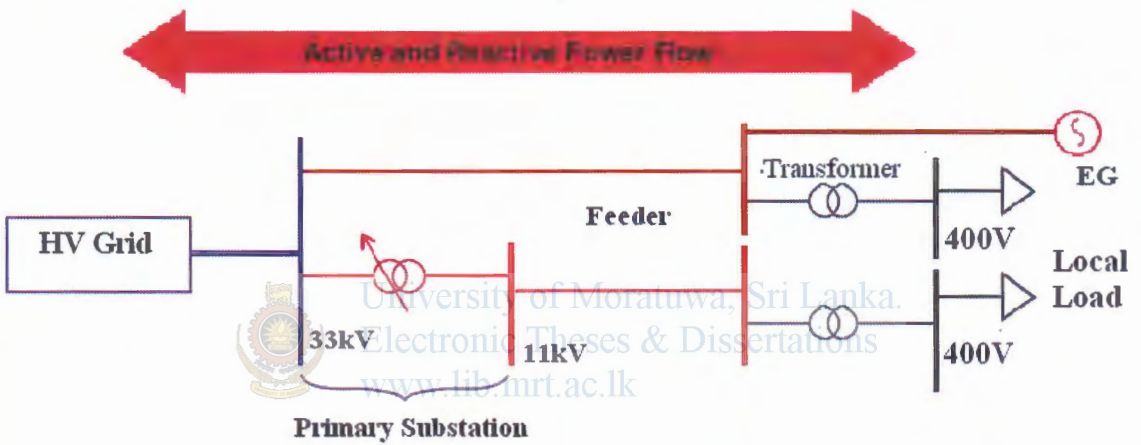 Active and Reactive Power Flow
.Transformer
EG
Feeder
HV Grid
400V
Local
Load
University of Moratuwa, Sri Lanka.
33kV
Electronic Theses & Dissertations
11kV
400V
www.lib.mrt.ac.lk
Primary Substation